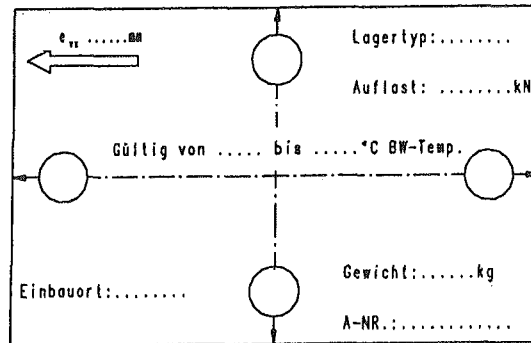 e_vx ......mm
Lagertyp:........
Auflast: ........kN
Gültig von ..... bis .....°C BW-Temp.
Einbauort:........
Gewicht:......kg
A-NR.:............